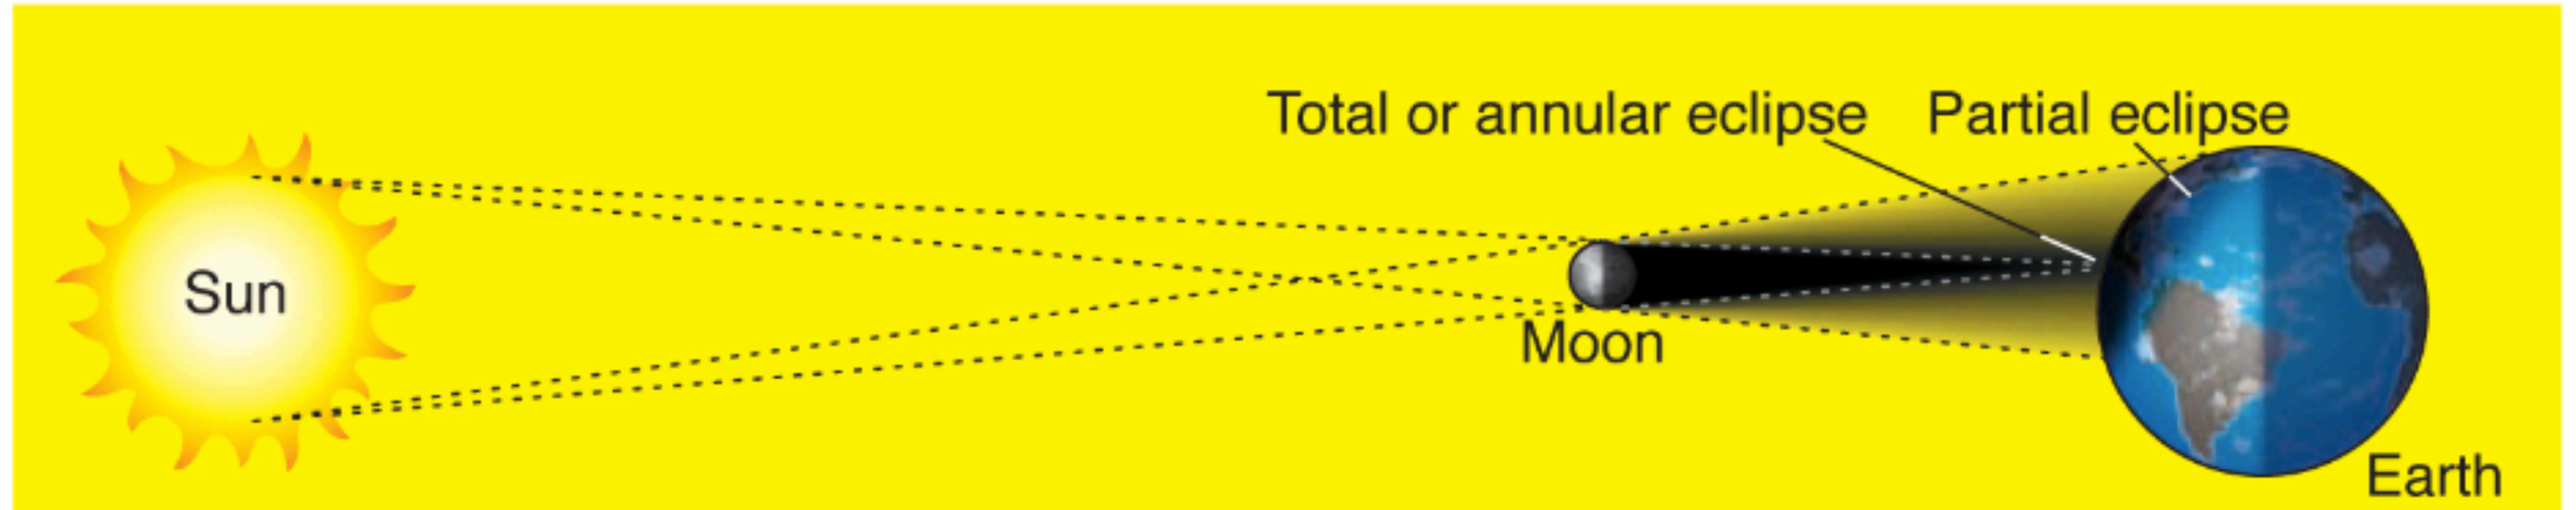 Total or annular eclipse
Partial eclipse
Sun
Moon
Earth